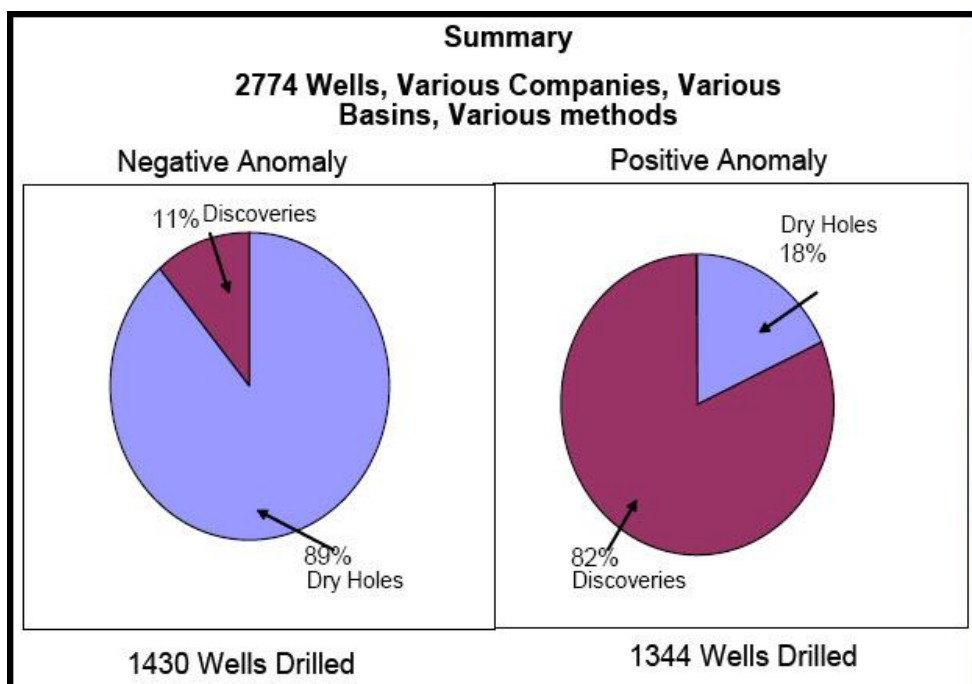 Summary
2774 Wells, Various Companies, Various
Basins, Various methods
Negative Anomaly
11% Discoveries
89%
Dry Holes
1430 Wells Drilled
Positive Anomaly
Dry Holes
18%
82%
Discoveries
1344 Wells Drilled